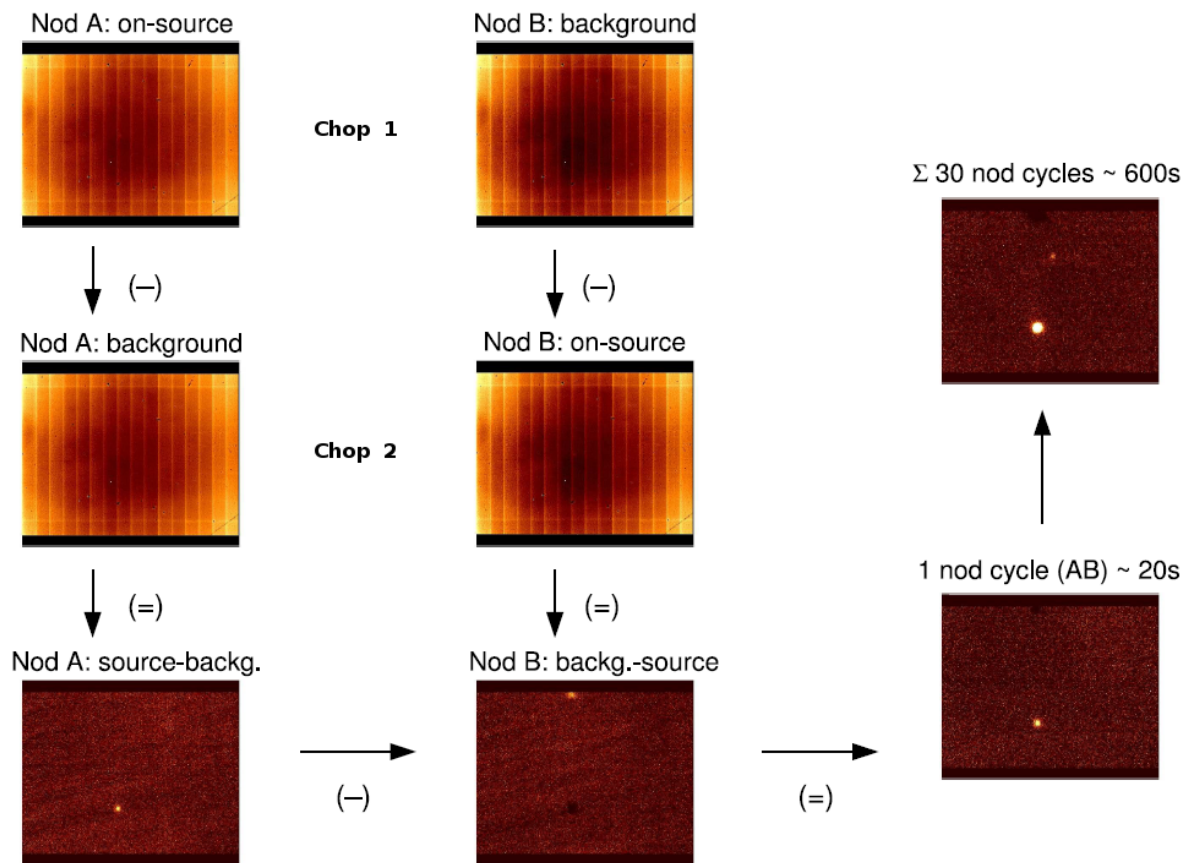 Nod A: on-source
Nod B: background
Chop 1
Σ 30 nod cycles ~ 600s
(−)
(−)
Nod A: background
Nod B: on-source
Chop 2
1 nod cycle (AB) ~ 20s
(=)
(=)
Nod A: source-backg.
Nod B: backg.-source
(−)
(=)